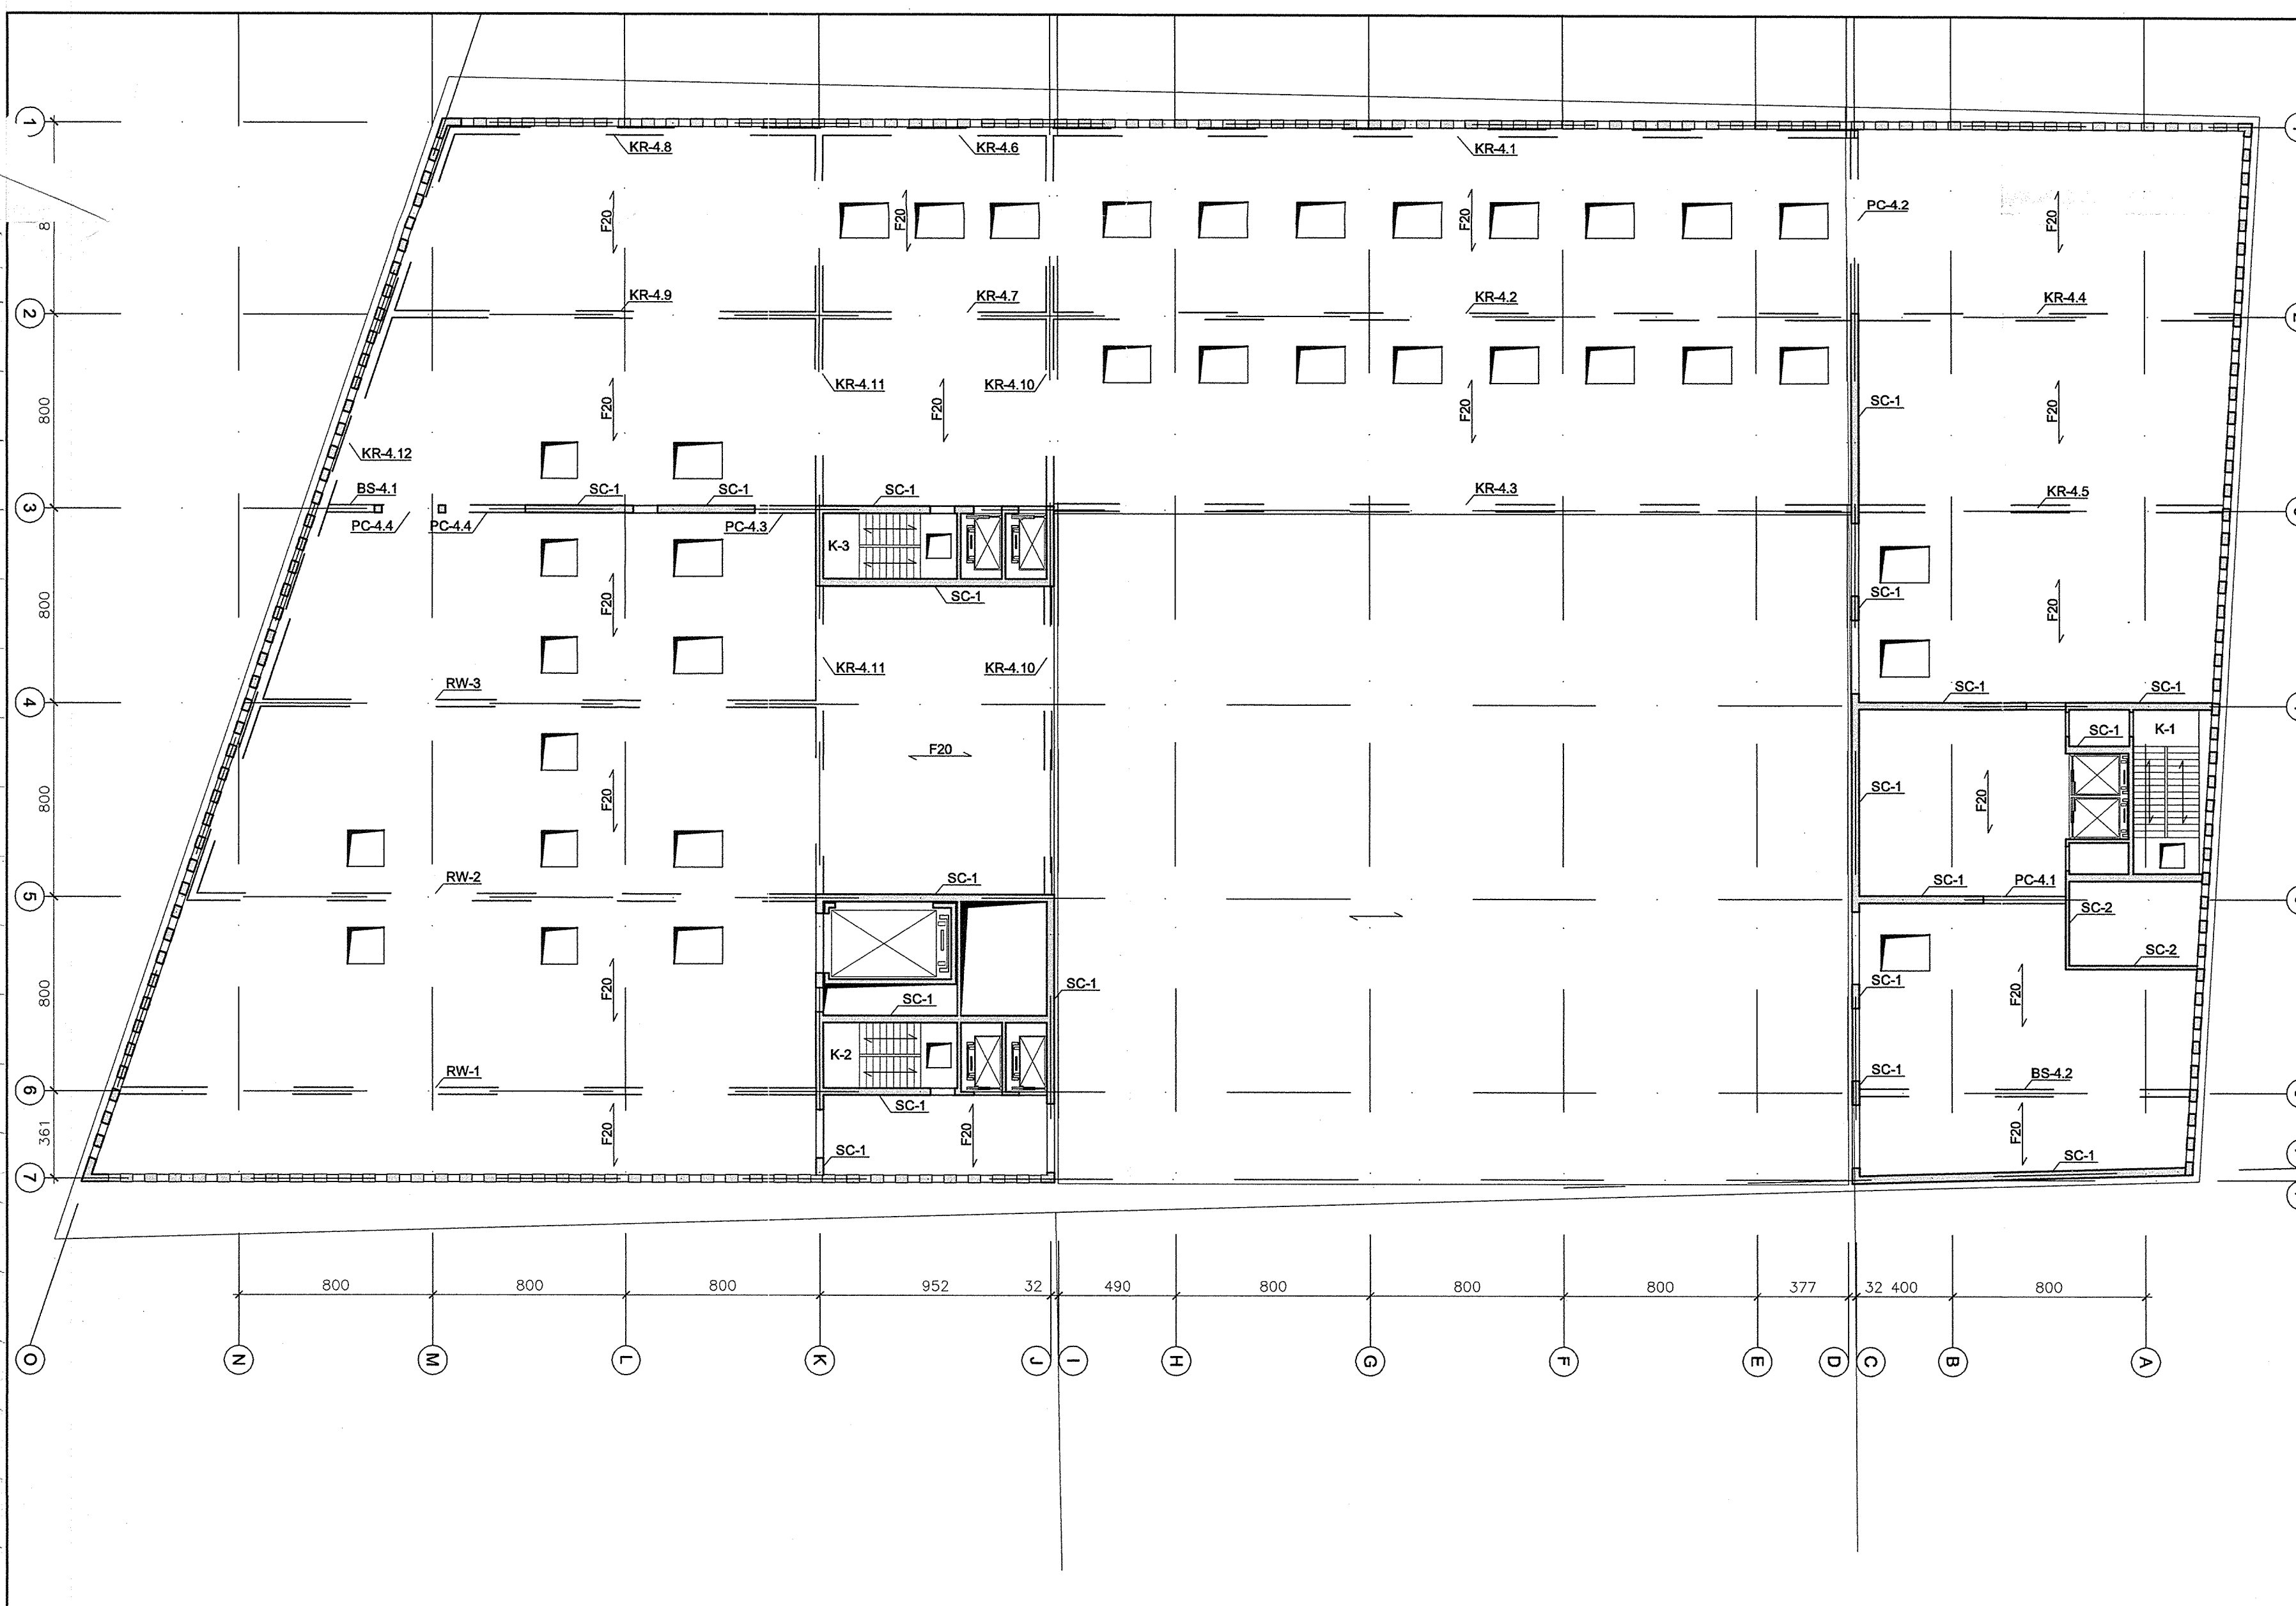 1
KR-4.8
KR-4.6
KR-4.1
F20
F20
F20
PC-4.2
F20
8
2
KR-4.9
KR-4.7
KR-4.2
KR-4.4
KR-4.11
KR-4.10
800
F20
F20
F20
SC-1
F20
KR-4.12
3
BS-4.1
SC-1
SC-1
SC-1
KR-4.3
KR-4.5
PC-4.4
PC-4.4
PC-4.3
K-3
800
F20
SC-1
SC-1
F20
KR-4.11
KR-4.10
4
RW-3
SC-1
SC-1
SC-1
K-1
F20
800
F20
SC-1
F20
5
RW-2
SC-1
SC-1
PC-4.1
SC-2
SC-2
800
F20
SC-1
SC-1
SC-1
F20
K-2
6
RW-1
SC-1
BS-4.2
SC-1
361
F20
F20
F20
SC-1
SC-1
7
800
800
800
952
32
490
800
800
800
377
32
400
800
O
N
M
L
K
J
I
H
G
F
E
D
C
B
A